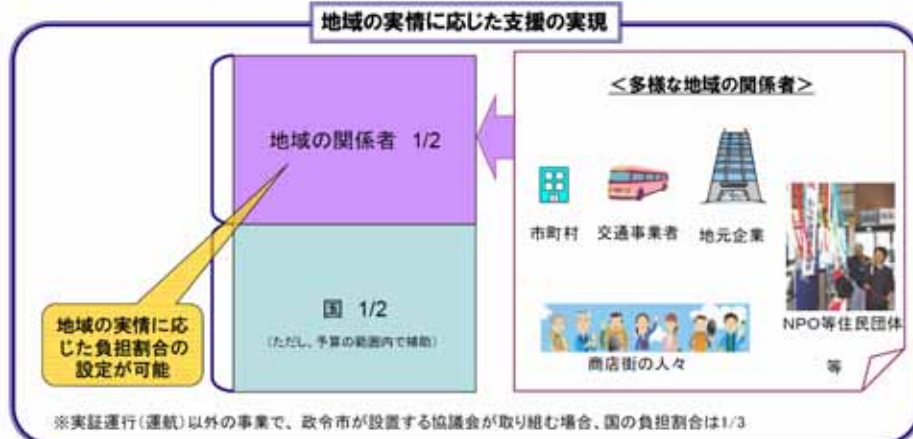 地域の実情に応じた支援の実現
地域の関係者 1/2
国 1/2
(ただし、予算の範囲内で補助)
地域の実情に応
じた負担割合の
設定が可能
<多様な地域の関係者>
市町村 交通事業者 地元企業
NPO等住民団体
商店街の人々
等
※実証運行(運航)以外の事業で、政令市が設置する協議会が取り組む場合、国の負担割合は1/3